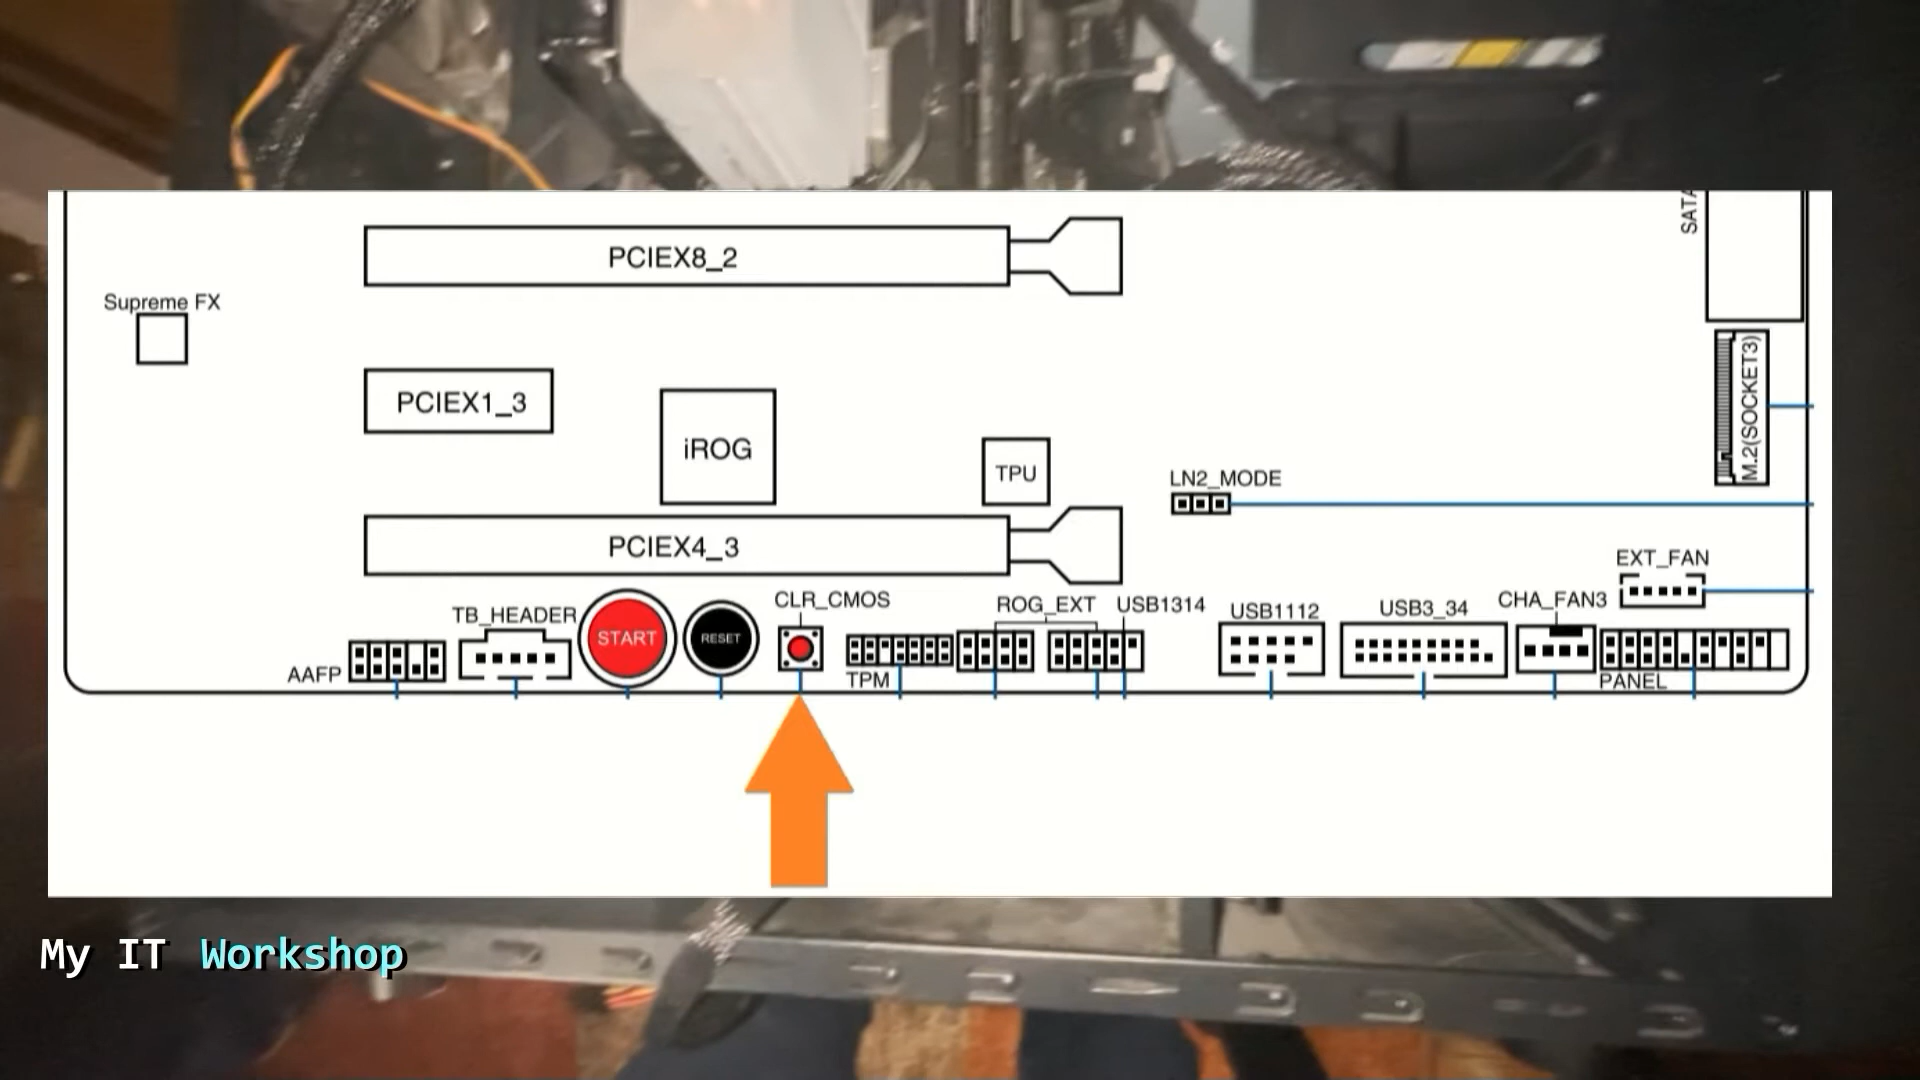 SATA
PCIEX8_2
Supreme FX
M.2(SOCKET3)
PCIEX1_3
iROG
TPU
LN2_MODE
PCIEX4_3
EXT_FAN
TB_HEADER
START
RESET
CLR_CMOS
ROG_EXT
USB1314
USB1112
USB3_34
CHA_FAN3
AAFP
TPM
PANEL
My IT Workshop